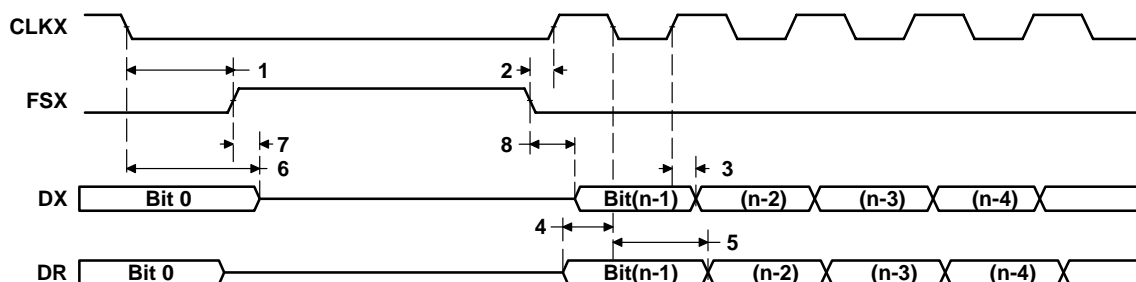 CLKX
1
2
FSX
7
8
6
3
DX
Bit 0
Bit(n-1)
(n-2)
(n-3)
(n-4)
4
5
DR
Bit 0
Bit(n-1)
(n-2)
(n-3)
(n-4)